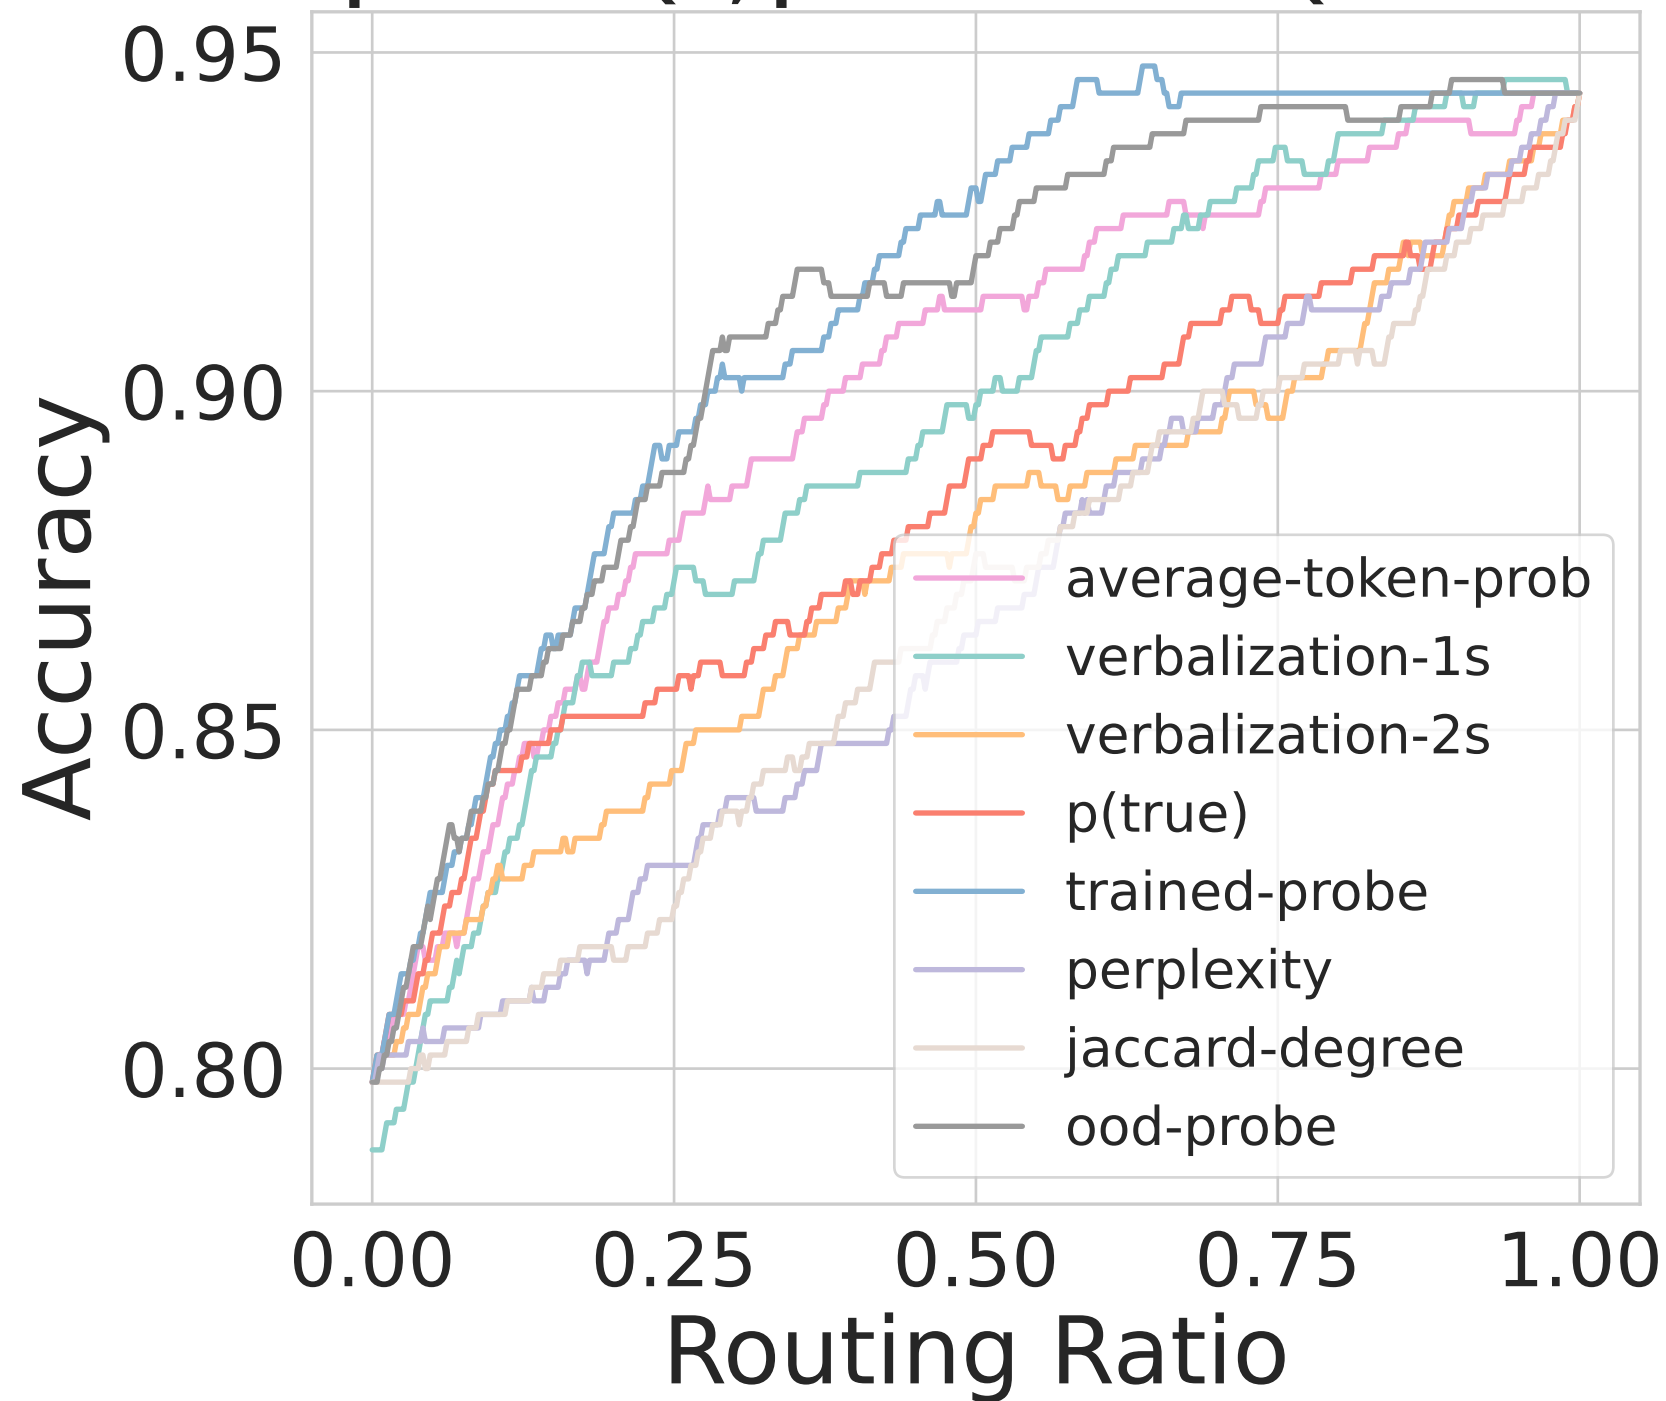 0.95
0.90
0.85
0.80
Accuracy
average-token-prob
verbalization-1s
verbalization-2s
p(true)
trained-probe
perplexity
jaccard-degree
ood-probe
0.00 0.25 0.50 0.75 1.00
Routing Ratio